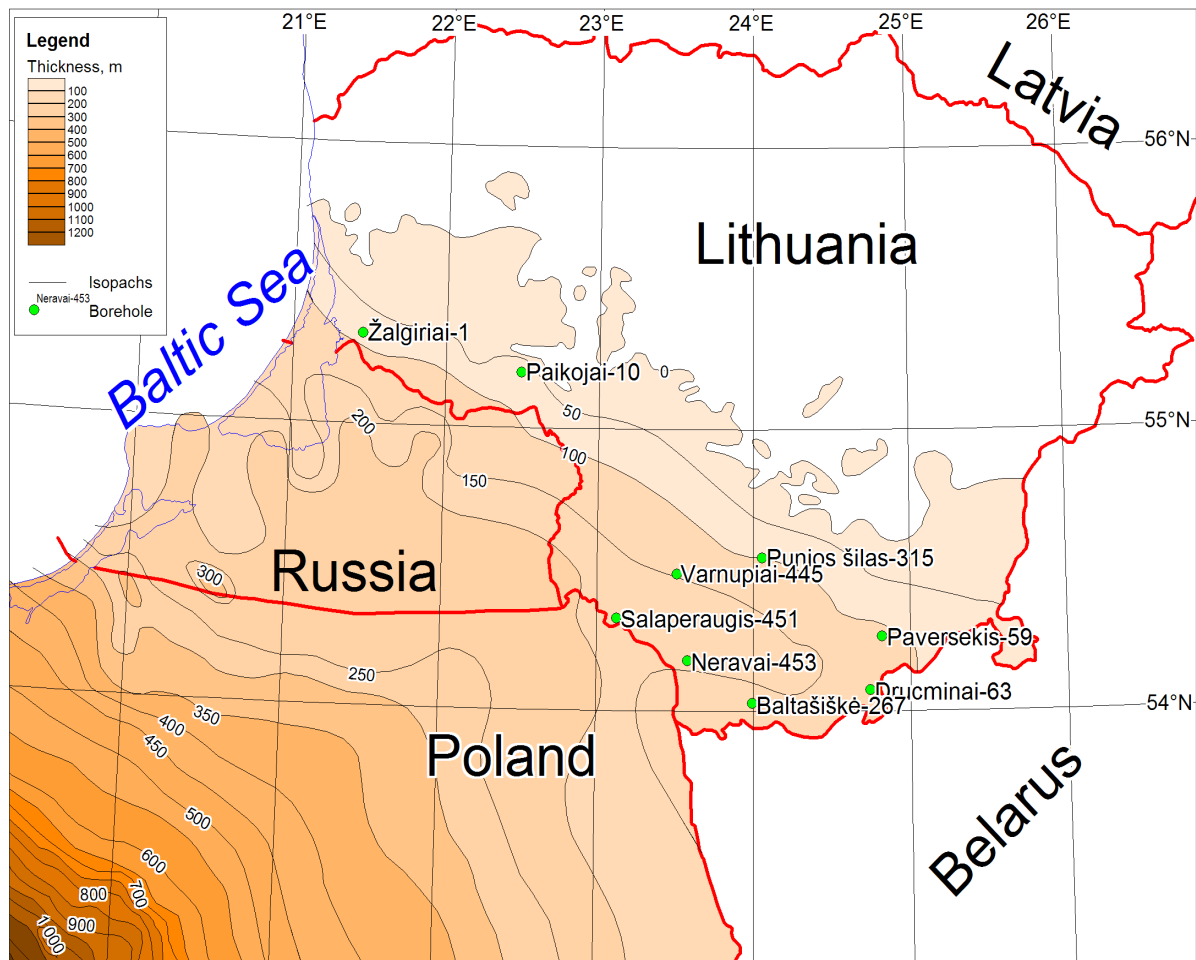 21°E
22°E
23°E
24°E
25°E
26°E
Legend
Thickness, m
100
200
300
400
500
600
700
800
900
1000
1100
1200
Isopachs
Neravai-453
Borehole
Latvia
56°N
Lithuania
Baltic Sea
Žalgiriai-1
Paikojai-10
0
50
55°N
200
100
150
Punios šilas-315
Varnupiai-445
Russia
300
Salaperaugis-451
Paversekis-59
Neravai-453
250
Drucminai-63
Baltašiškė-267
54°N
350
400
450
Poland
Belarus
500
600
700
800
900
1000